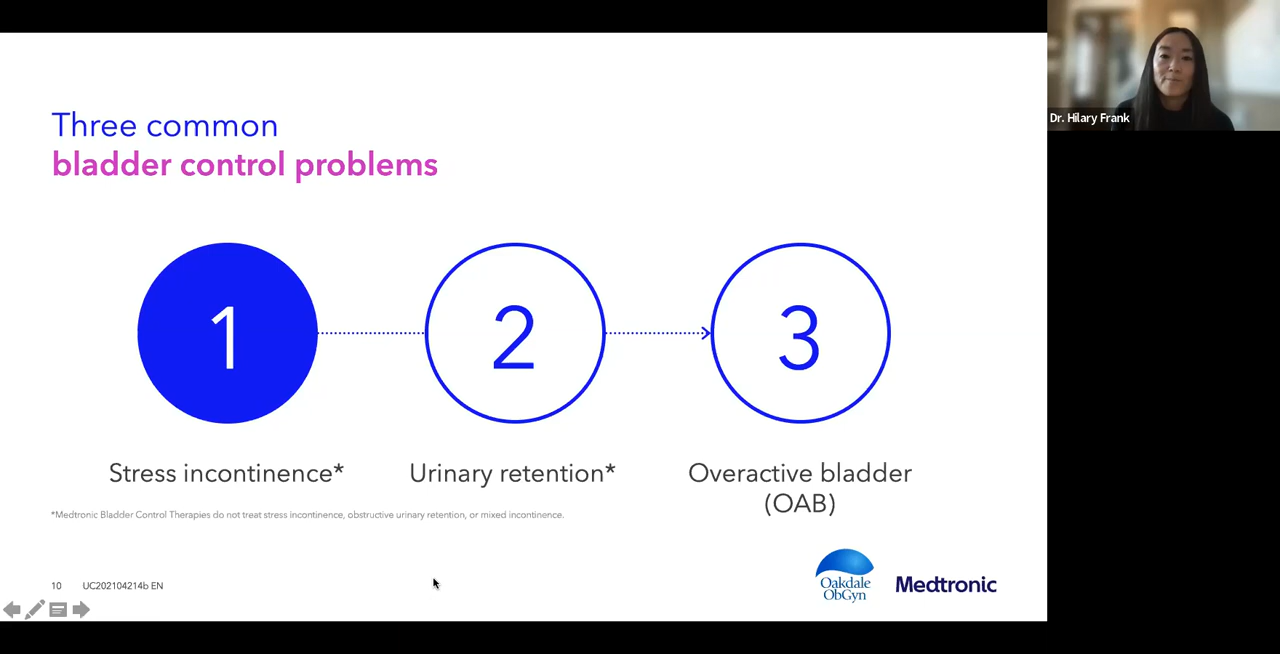 Three common
bladder control problems
1
2
3
Stress incontinence*
Urinary retention*
Overactive bladder
(OAB)
*Medtronic Bladder Control Therapies do not treat stress incontinence, obstructive urinary retention, or mixed incontinence.
10
UC202104214b EN
Oakdale
ObGyn
Medtronic
Dr. Hilary Frank